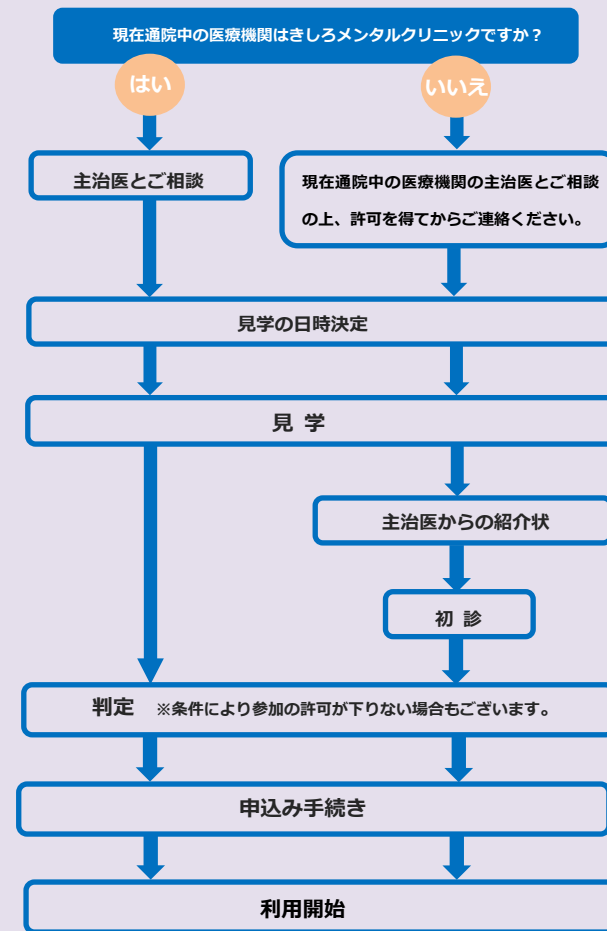 現在通院中の医療機関はきしろメンタルクリニックですか？
はい
いいえ
主治医とご相談
現在通院中の医療機関の主治医とご相談
の上、許可を得てからご連絡ください。
見学の日時決定
見 学
主治医からの紹介状
初 診
判定 ※条件により参加の許可が下りない場合もございます。
申込み手続き
利用開始